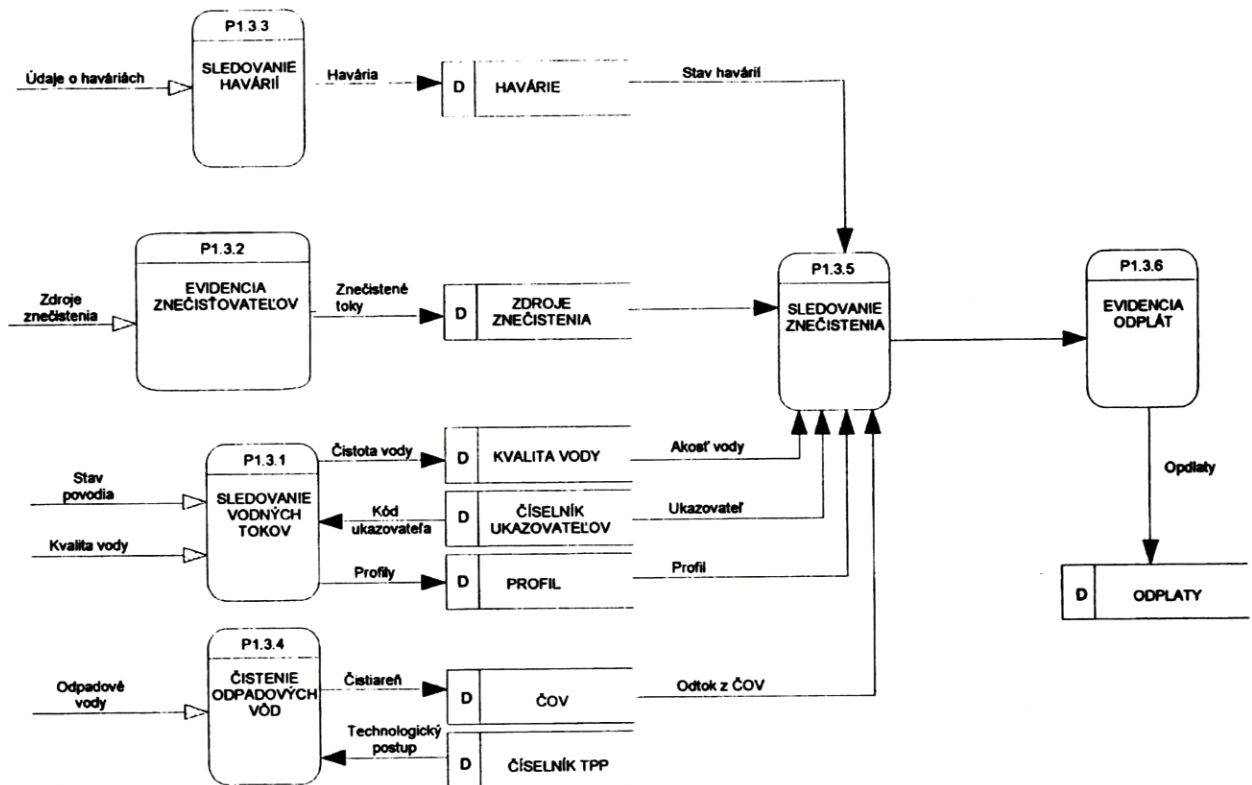 P1.3.3
SLEDOVANIE
HAVÁRIÍ
Údaje o haváriách
Havária
D
HAVÁRIE
Stav havárií
P1.3.2
EVIDENCIA
ZNEČISŤOVATEĽOV
Zdroje
znečistenia
Znečistené
toky
D
ZDROJE
ZNEČISTENIA
P1.3.5
SLEDOVANIE
ZNEČISTENIA
P1.3.6
EVIDENCIA
ODPLÁT
P1.3.1
SLEDOVANIE
VODNÝCH
TOKOV
Stav
povodia
Kvalita vody
Čistota vody
D
KVALITA VODY
Akosť vody
Kód
ukazovateľa
D
ČÍSELNÍK
UKAZOVATEĽOV
Ukazovateľ
Profily
D
PROFIL
Profil
Opdlaty
D
ODPLATY
P1.3.4
ČISTENIE
ODPADOVÝCH
VÔD
Odpadové
vody
Čistiareň
D
ČOV
Odtok z ČOV
Technologický
postup
D
ČÍSELNÍK TPP